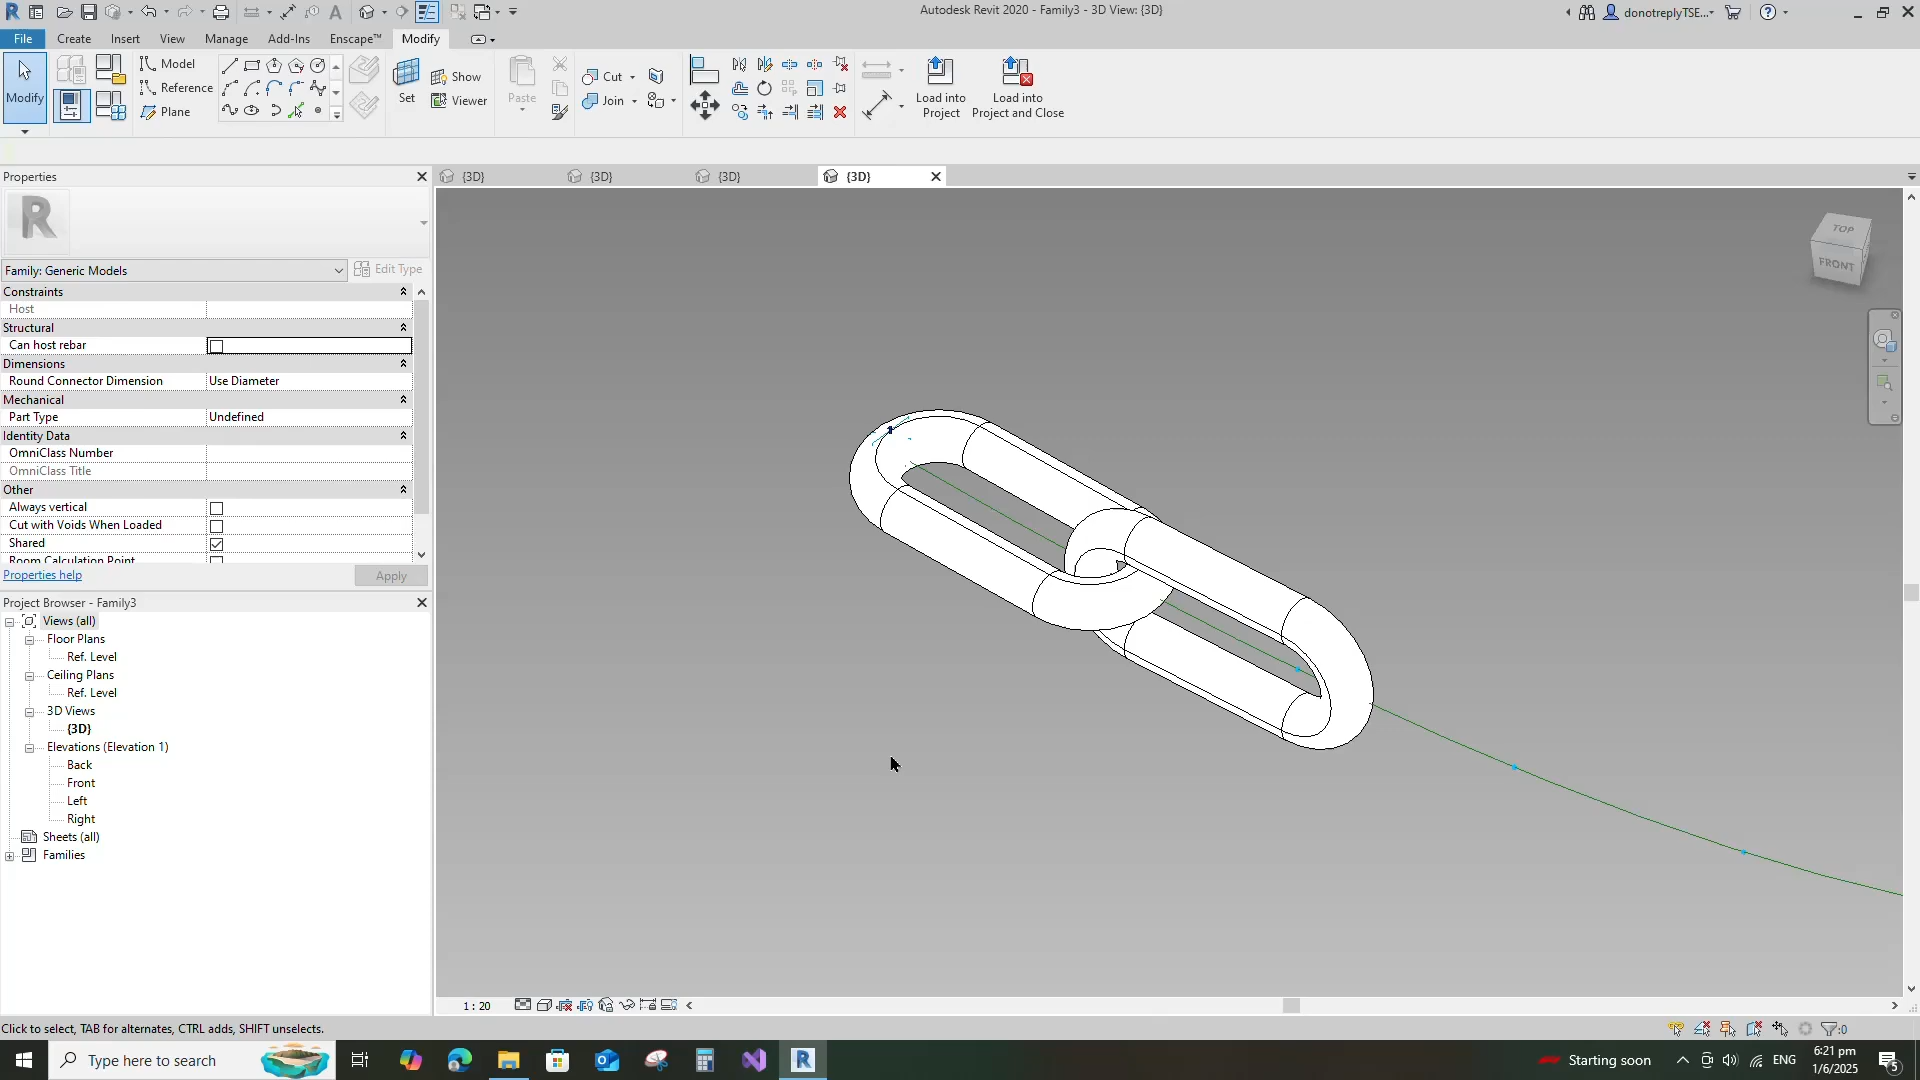 Autodesk Revit 2020 - Family3 - 3D View: {3D}
donotreplyTSE...
File
Create
Insert
View
Manage
Add-Ins
Enscape™
Modify
Modify
Model
Reference
Plane
Set
Show
Viewer
Paste
Cut
Join
Load into
Project
Load into
Project and Close
Properties
{3D}
{3D}
{3D}
{3D}
R
Family: Generic Models
Edit Type
Constraints
Host
Structural
Can host rebar
Dimensions
Round Connector Dimension
Use Diameter
Mechanical
Part Type
Undefined
Identity Data
OmniClass Number
OmniClass Title
Other
Always vertical
Cut with Voids When Loaded
Shared
Room Calculation Point
Properties help
Apply
TOP
FRONT
Project Browser - Family3
Views (all)
Floor Plans
Ref. Level
Ceiling Plans
Ref. Level
3D Views
{3D}
Elevations (Elevation 1)
Back
Front
Left
Right
Sheets (all)
Families
1 : 20
Click to select, TAB for alternates, CTRL adds, SHIFT unselects.
:0
Type here to search
Starting soon
ENG
6:21 pm
1/6/2025
5